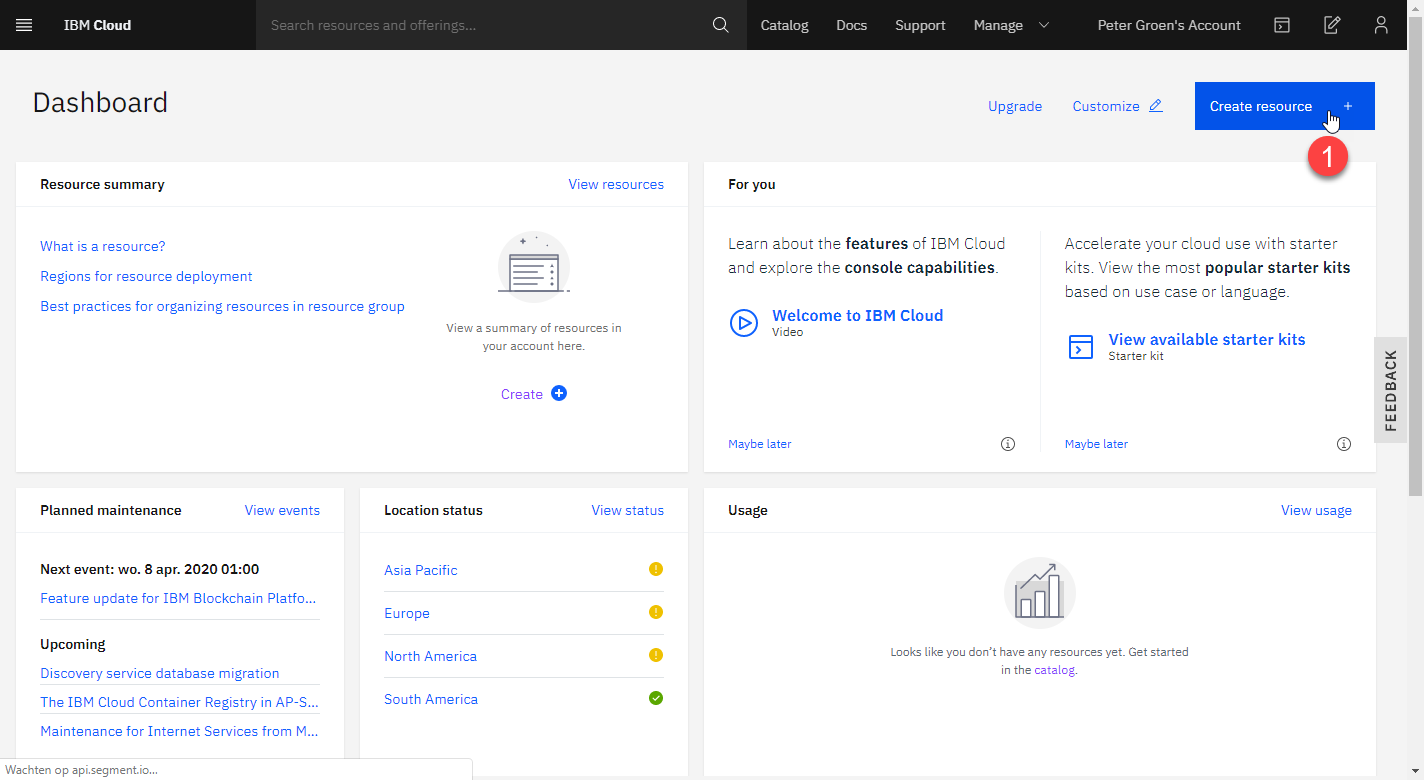 IBM Cloud
Search resources and offerings...
Catalog
Docs
Support
Manage
Peter Groen's Account
Dashboard
Upgrade
Customize
Create resource +
1
Resource summary
View resources
What is a resource?
Regions for resource deployment
Best practices for organizing resources in resource group
View a summary of resources in
your account here.
Create
For you
Learn about the features of IBM Cloud
and explore the console capabilities.
Welcome to IBM Cloud
Video
Maybe later
Accelerate your cloud use with starter
kits. View the most popular starter kits
based on use case or language.
View available starter kits
Starter kit
Maybe later
FEEDBACK
Planned maintenance
View events
Next event: wo. 8 apr. 2020 01:00
Feature update for IBM Blockchain Platfo...
Upcoming
Discovery service database migration
The IBM Cloud Container Registry in AP-S...
Maintenance for Internet Services from M...
Location status
View status
Asia Pacific
Europe
North America
South America
Usage
View usage
Looks like you don't have any resources yet. Get started
in the catalog.
Wachten op api.segment.io...